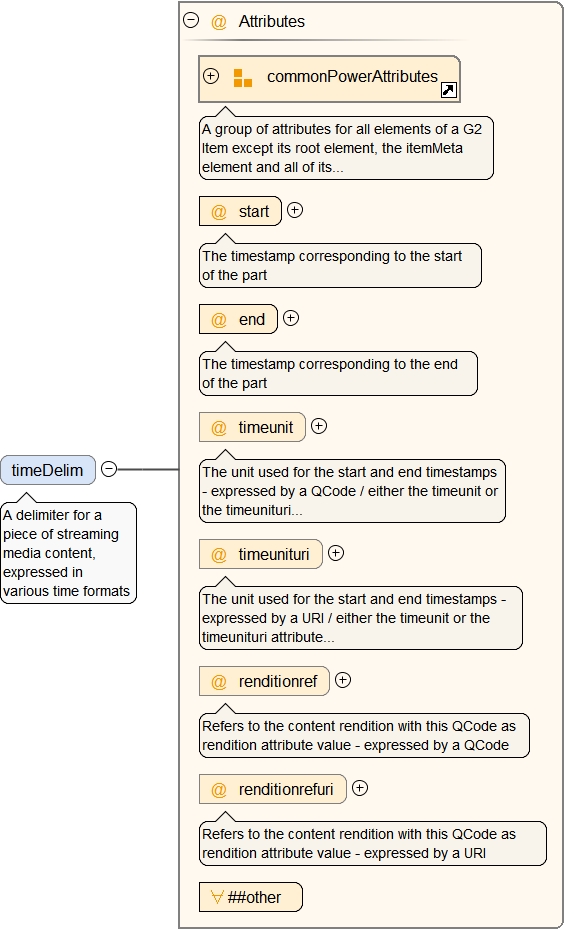 @ Attributes
commonPowerAttributes
A group of attributes for all elements of a G2
Item except its root element, the itemMeta
element and all of its...
@ start
The timestamp corresponding to the start
of the part
@ end
The timestamp corresponding to the end
of the part
@ timeunit
The unit used for the start and end timestamps
- expressed by a QCode / either the timeunit or
the timeunituri...
timeDelim
A delimiter for a
piece of streaming
media content,
expressed in
various time formats
@ timeunituri
The unit used for the start and end timestamps -
expressed by a URI / either the timeunit or the
timeunituri attribute...
@ renditionref
Refers to the content rendition with this QCode as
rendition attribute value - expressed by a QCode
@ renditionrefuri
Refers to the content rendition with this QCode as
rendition attribute value - expressed by a URI
##other